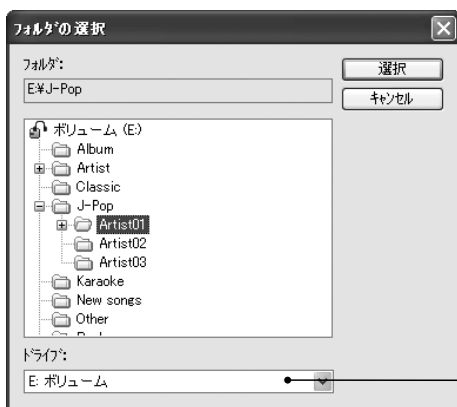 フォルダの選択
フォルダ:
E:¥J-Pop
選択
キャンセル
ボリューム (E:)
Album
Artist
Classic
J-Pop
Artist01
Artist02
Artist03
Karaoke
New songs
Other
ドライブ:
E: ボリューム